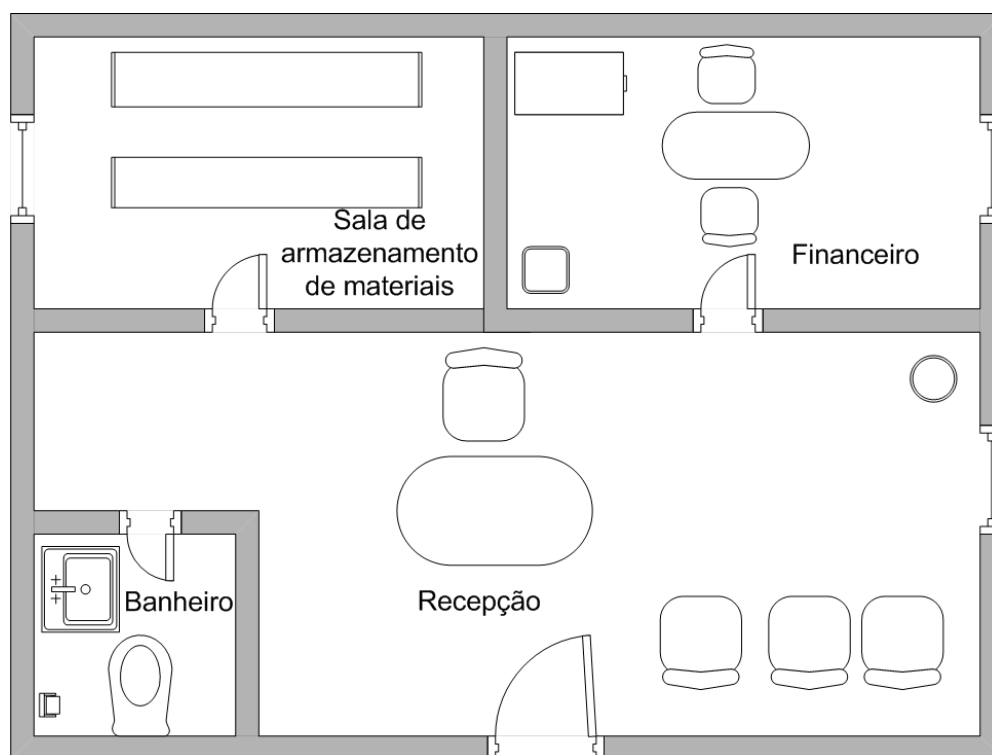 Sala de
armazenamento
de materiais
Financeiro
Banheiro
Recepção